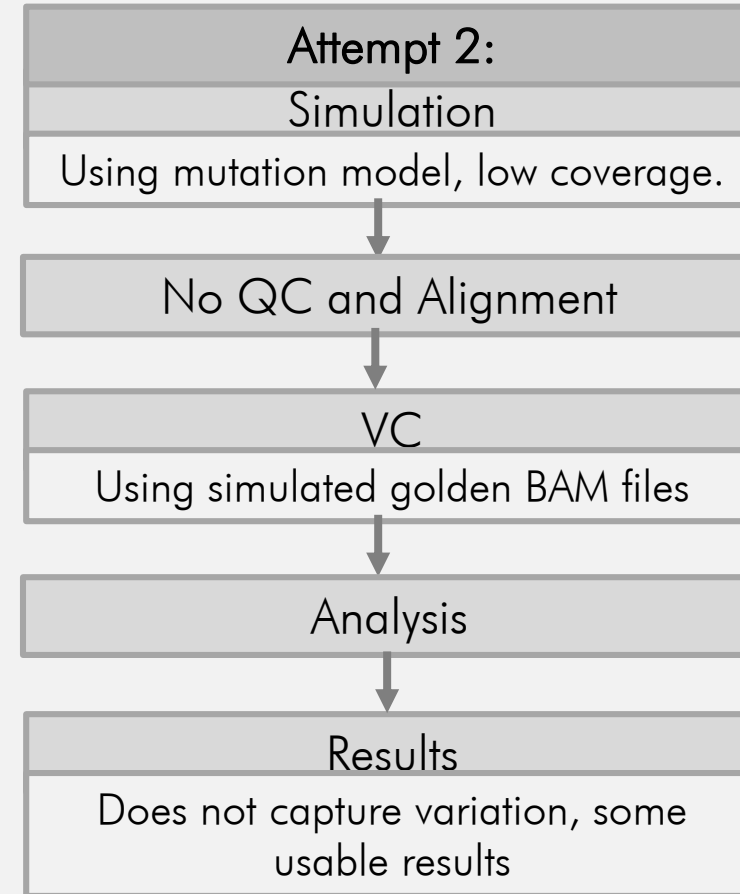 Attempt 2:
Simulation
Using mutation model, low coverage.
No QC and Alignment
VC
Using simulated golden BAM files
Analysis
Results
Does not capture variation, some
usable results